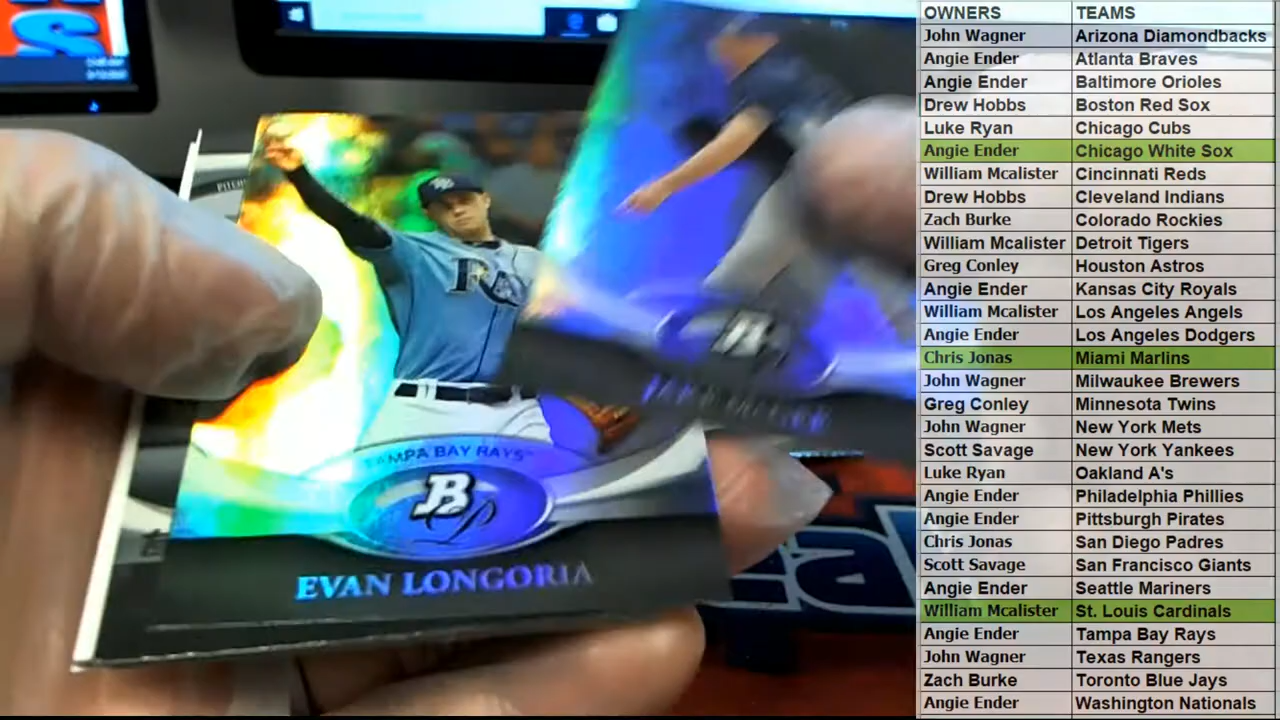 PITCH
RAYS
TAMPA BAY RAYS
B
P
EVAN LONGORIA
B
OWNERS TEAMS
John Wagner Arizona Diamondbacks
Angie Ender Atlanta Braves
Angie Ender Baltimore Orioles
Drew Hobbs Boston Red Sox
Luke Ryan Chicago Cubs
Angie Ender Chicago White Sox
William Mcalister Cincinnati Reds
Drew Hobbs Cleveland Indians
Zach Burke Colorado Rockies
William Mcalister Detroit Tigers
Greg Conley Houston Astros
Angie Ender Kansas City Royals
William Mcalister Los Angeles Angels
Angie Ender Los Angeles Dodgers
Chris Jonas Miami Marlins
John Wagner Milwaukee Brewers
Greg Conley Minnesota Twins
John Wagner New York Mets
Scott Savage New York Yankees
Luke Ryan Oakland A's
Angie Ender Philadelphia Phillies
Angie Ender Pittsburgh Pirates
Chris Jonas San Diego Padres
Scott Savage San Francisco Giants
Angie Ender Seattle Mariners
William Mcalister St. Louis Cardinals
Angie Ender Tampa Bay Rays
John Wagner Texas Rangers
Zach Burke Toronto Blue Jays
Angie Ender Washington Nationals